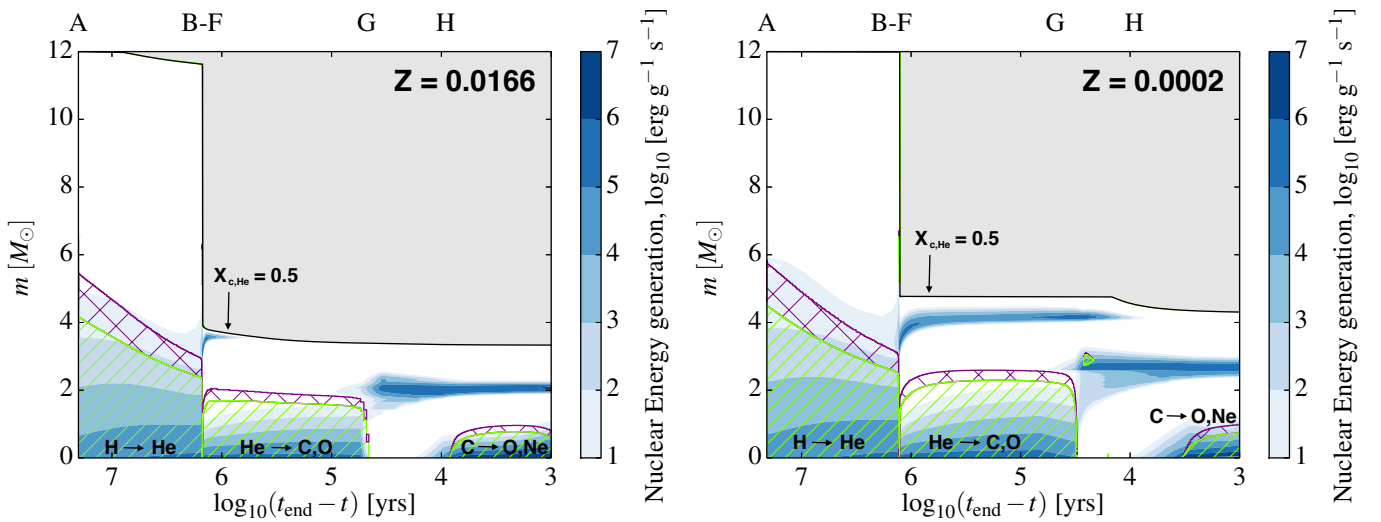 A B-F G H
Z = 0.0166
12
10
8
6
4
2
0
m [M⊙]
X_c,He = 0.5
H → He He → C,O C → O,Ne
7 6 5 4 3
log₁₀(t_end − t) [yrs]
7
6
5
4
3
2
1
Nuclear Energy generation, log₁₀ [erg g⁻¹ s⁻¹]
A B-F G H
Z = 0.0002
12
10
8
6
4
2
0
m [M⊙]
X_c,He = 0.5
C → O,Ne
H → He He → C,O
7 6 5 4 3
log₁₀(t_end − t) [yrs]
7
6
5
4
3
2
1
Nuclear Energy generation, log₁₀ [erg g⁻¹ s⁻¹]